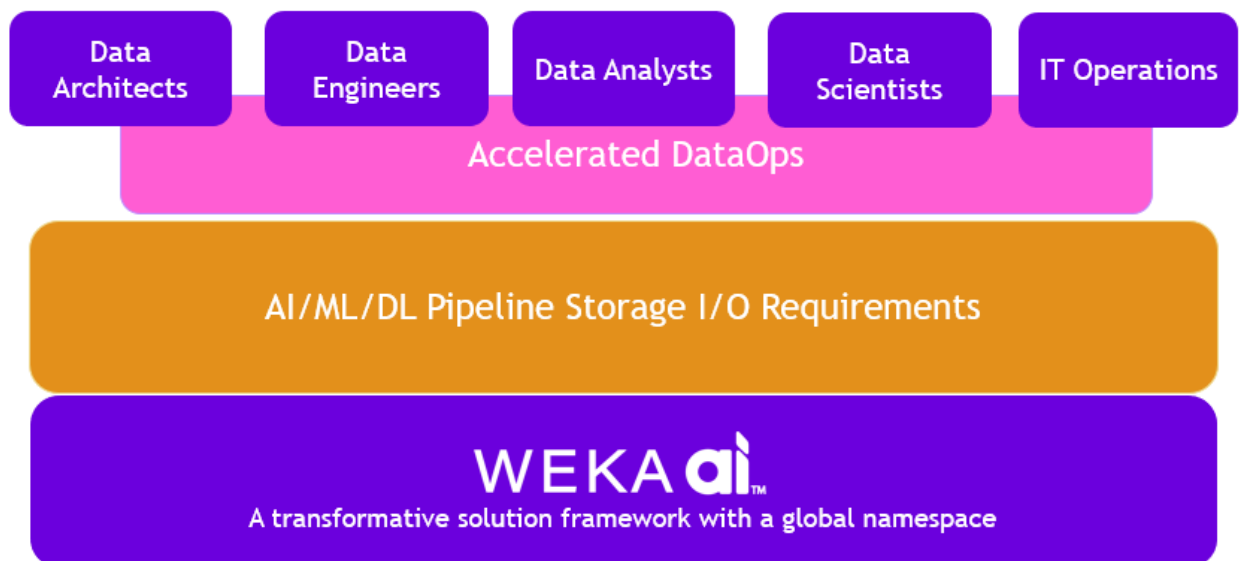 Data
Architects
Data
Engineers
Data Analysts
Data
Scientists
IT Operations
Accelerated DataOps
AI/ML/DL Pipeline Storage I/O Requirements
WEKA ai™
A transformative solution framework with a global namespace